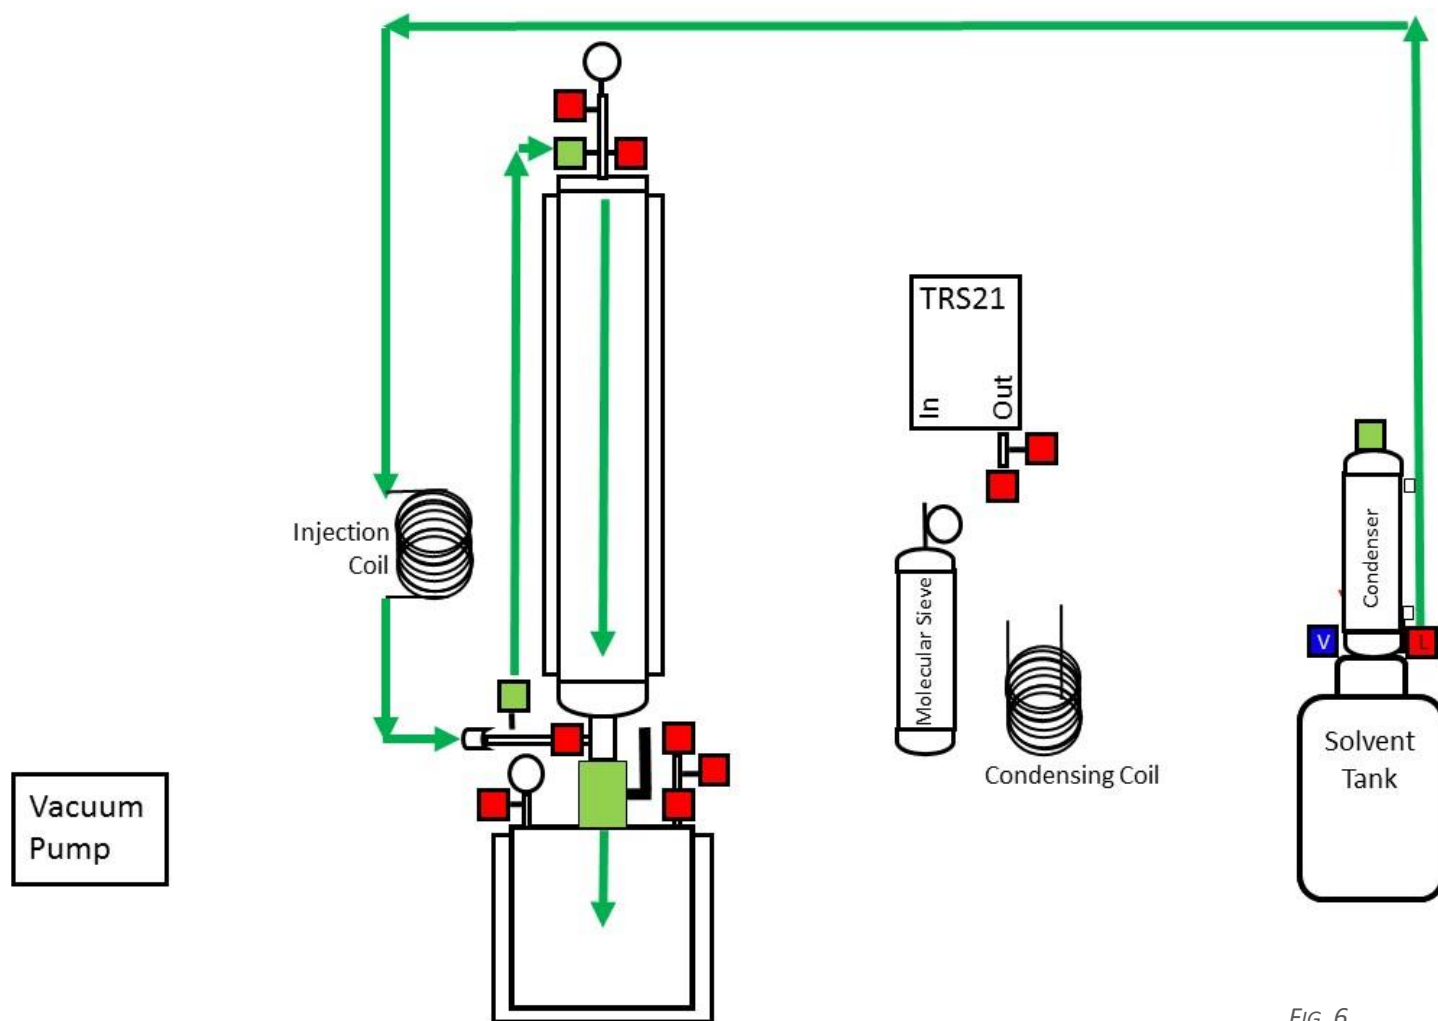 TRS21
In
Out
Injection
Coil
Molecular Sieve
Condenser
V
L
Condensing Coil
Solvent
Tank
Vacuum
Pump
FIG. 6